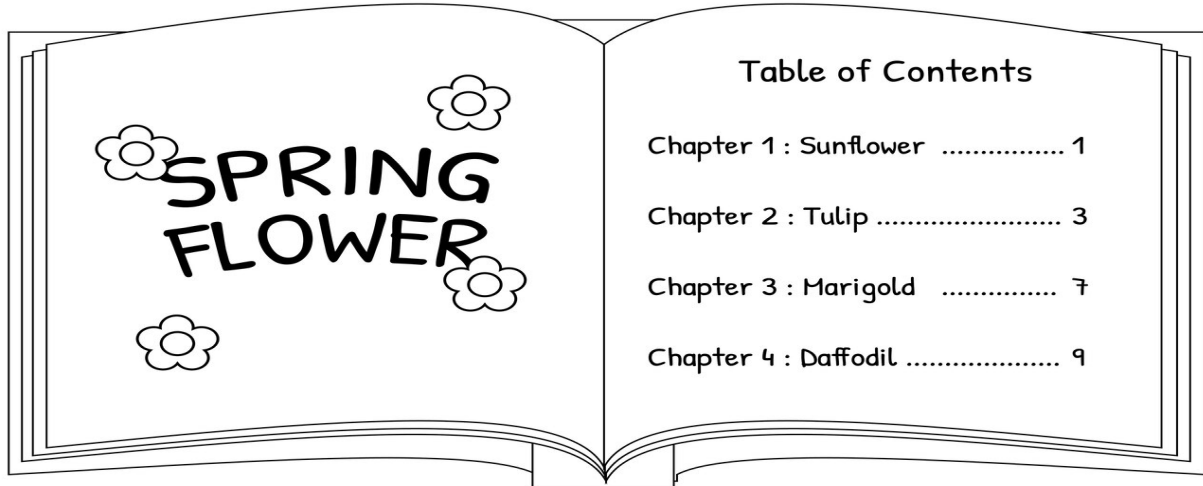 SPRING
FLOWER
Table of Contents
Chapter 1 : Sunflower ................ 1
Chapter 2 : Tulip ........................ 3
Chapter 3 : Marigold ............... 7
Chapter 4 : Daffodil .................... 9